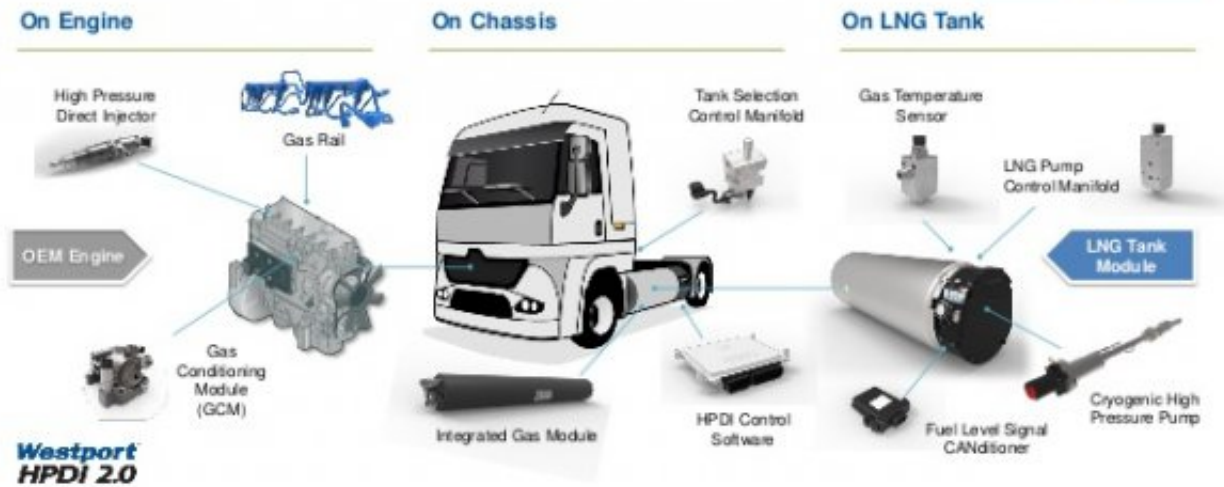 On Engine
On Chassis
On LNG Tank
High Pressure
Direct Injector
Gas Rail
OEM Engine
Gas
Conditioning
Module
(GCM)
Tank Selection
Control Manifold
Integrated Gas Module
HPDI Control
Software
Gas Temperature
Sensor
LNG Pump
Control Manifold
LNG Tank
Module
Fuel Level Signal
CANditioner
Cryogenic High
Pressure Pump
Westport
HPDI 2.0